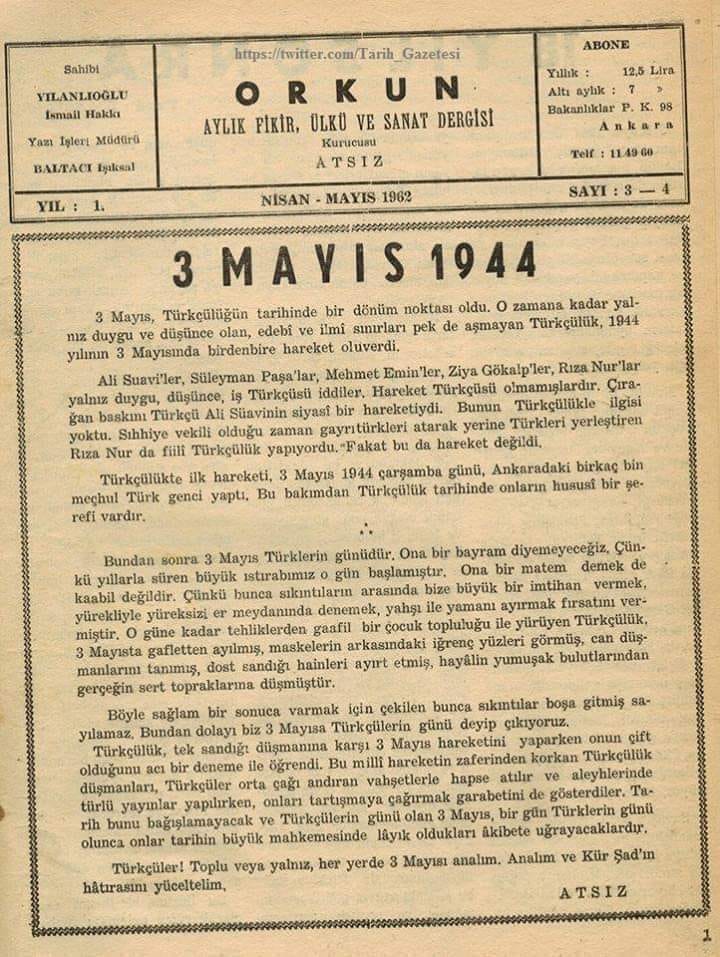 https://twitter.com/Tarih_Gazetesi
Sahibi
YILANLIOĞLU
İsmail Hakkı
Yazı İşleri Müdürü
BALTACI Işıksal
ORKUN
AYLIK FİKİR, ÜLKÜ VE SANAT DERGİSİ
Kurucusu
ATSIZ
ABONE
Yıllık : 12,5 Lira
Altı aylık : 7 »
Bakanlıklar P. K. 98
Ankara
Telf : 11 49 60
YIL : 1.
NİSAN - MAYIS 1962
SAYI : 3 — 4
3 MAYIS 1944
3 Mayıs, Türkçülüğün tarihinde bir dönüm noktası oldu. O zamana kadar yal-
nız duygu ve düşünce olan, edebî ve ilmî sınırları pek de aşmayan Türkçülük, 1944
yılının 3 Mayısında birdenbire hareket oluverdi.
Ali Suavi'ler, Süleyman Paşa'lar, Mehmet Emin'ler, Ziya Gökalp'ler, Rıza Nur'lar
yalnız duygu, düşünce, iş Türkçüsü iddiler. Hareket Türkçüsü olmamışlardır. Çıra-
ğan baskını Türkçü Ali Süavinin siyasî bir hareketiydi. Bunun Türkçülükle ilgisi
yoktu. Sıhhiye vekili olduğu zaman gayrıtürkleri atarak yerine Türkleri yerleştiren
Rıza Nur da fiilî Türkçülük yapıyordu. Fakat bu da hareket değildi.
Türkçülükte ilk hareketi, 3 Mayıs 1944 çarşamba günü, Ankaradaki birkaç bin
meçhul Türk genci yaptı. Bu bakımdan Türkçülük tarihinde onların hususî bir şe-
refi vardır.
***
Bundan sonra 3 Mayıs Türklerin günüdür. Ona bir bayram diyemeyeceğiz. Çün-
kü yıllarla süren büyük ıstırabımız o gün başlamıştır. Ona bir matem demek de
kaabil değildir. Çünkü bunca sıkıntıların arasında bize büyük bir imtihan vermek,
yürekliyle yüreksizi er meydanında denemek, yahşı ile yamanı ayırmak fırsatını ver-
miştir. O güne kadar tehliklerden gaafil bir çocuk topluluğu ile yürüyen Türkçülük,
3 Mayısta gafletten ayılmış, maskelerin arkasındaki iğrenç yüzleri görmüş, can düş-
manlarını tanımış, dost sandığı hainleri ayırt etmiş, hayâlin yumuşak bulutlarından
gerçeğin sert topraklarına düşmüştür.
Böyle sağlam bir sonuca varmak için çekilen bunca sıkıntılar boşa gitmiş sa-
yılamaz. Bundan dolayı biz 3 Mayısa Türkçülerin günü deyip çıkıyoruz.
Türkçülük, tek sandığı düşmanına karşı 3 Mayıs hareketini yaparken onun çift
olduğunu acı bir deneme ile öğrendi. Bu millî hareketin zaferinden korkan Türkçülük
düşmanları, Türkçüler orta çağı andıran vahşetlerle hapse atılır ve aleyhlerinde
türlü yayınlar yapılırken, onları tartışmaya çağırmak garabetini de gösterdiler. Ta-
rih bunu bağışlamayacak ve Türkçülerin günü olan 3 Mayıs, bir gün Türklerin günü
olunca onlar tarihin büyük mahkemesinde lâyık oldukları âkibete uğrayacaklardır.
Türkçüler! Toplu veya yalnız, her yerde 3 Mayısı analım. Analım ve Kür Şad'ın
hâtırasını yüceltelim.
ATSIZ
1